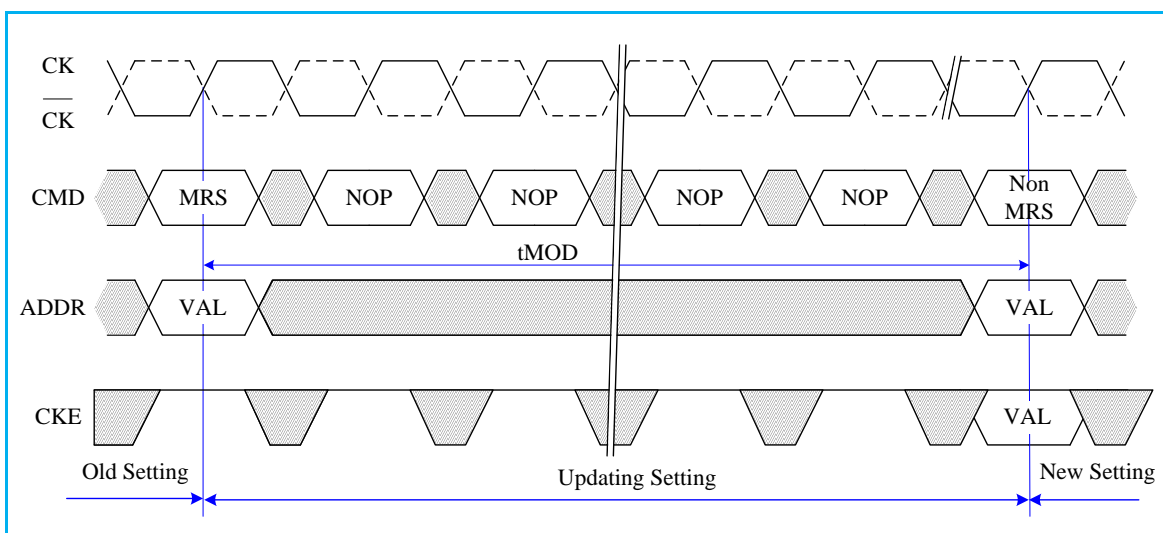 CK
CK
CMD MRS NOP NOP NOP NOP Non
MRS
tMOD
ADDR VAL VAL
CKE VAL
Old Setting Updating Setting New Setting